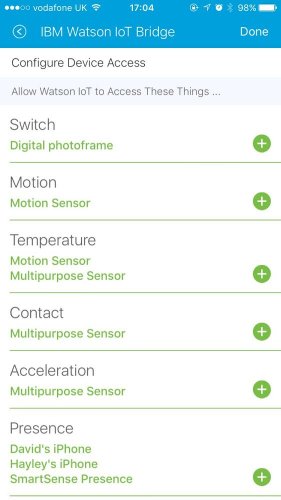 vodafone UK 17:04 98%
IBM Watson IoT Bridge Done
Configure Device Access
Allow Watson IoT to Access These Things ...
Switch
Digital photoframe
Motion
Motion Sensor
Temperature
Motion Sensor
Multipurpose Sensor
Contact
Multipurpose Sensor
Acceleration
Multipurpose Sensor
Presence
David's iPhone
Hayley's iPhone
SmartSense Presence